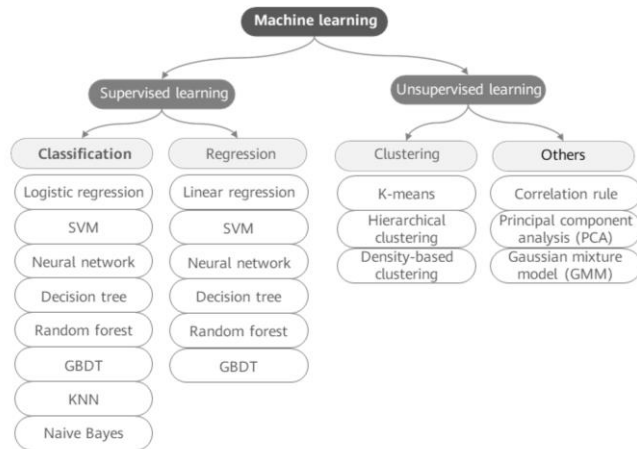 Machine learning
Supervised learning
Unsupervised learning
Classification
Regression
Clustering
Others
Logistic regression
SVM
Neural network
Decision tree
Random forest
GBDT
KNN
Naive Bayes
Linear regression
SVM
Neural network
Decision tree
Random forest
GBDT
K-means
Hierarchical
clustering
Density-based
clustering
Correlation rule
Principal component
analysis (PCA)
Gaussian mixture
model (GMM)